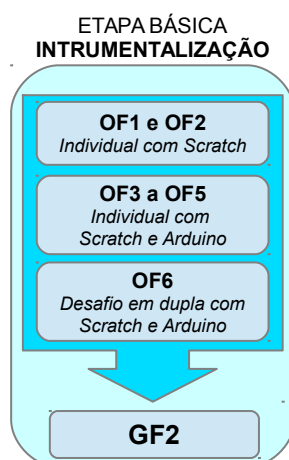 ETAPA BÁSICA
INTRUMENTALIZAÇÃO
OF1 e OF2
Individual com Scratch
OF3 a OF5
Individual com
Scratch e Arduino
OF6
Desafio em dupla com
Scratch e Arduino
GF2